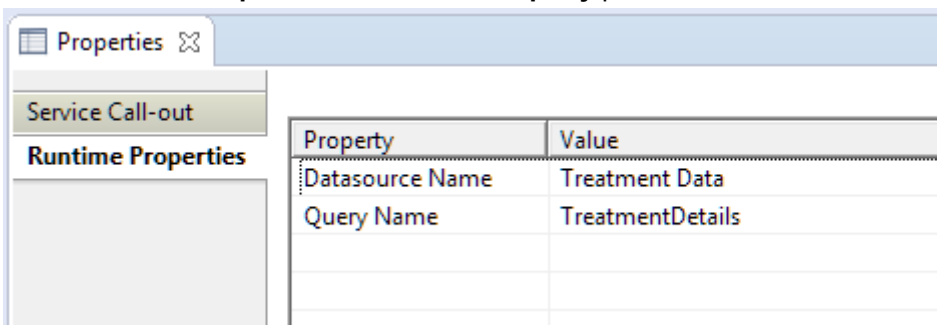 Properties
Service Call-out
Runtime Properties
Property Value
Datasource Name Treatment Data
Query Name TreatmentDetails